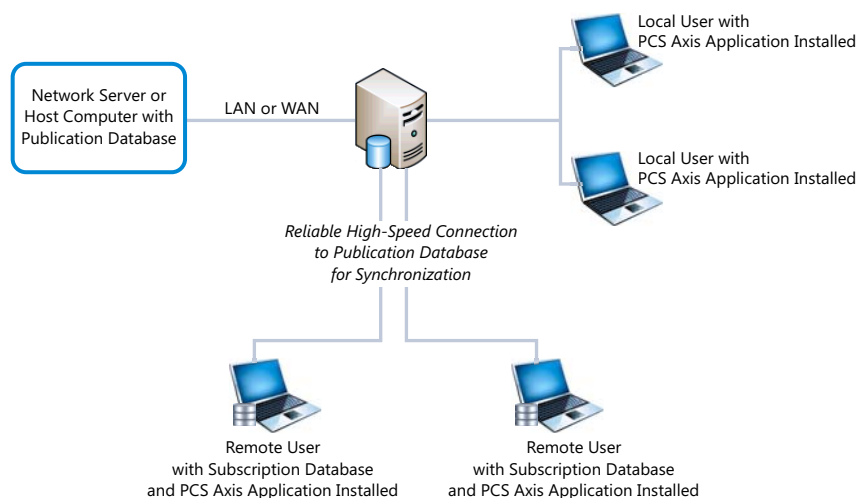 Local User with
PCS Axis Application Installed
Network Server or
Host Computer with
Publication Database
LAN or WAN
Local User with
PCS Axis Application Installed
Reliable High-Speed Connection
to Publication Database
for Synchronization
Remote User
with Subscription Database
and PCS Axis Application Installed
Remote User
with Subscription Database
and PCS Axis Application Installed